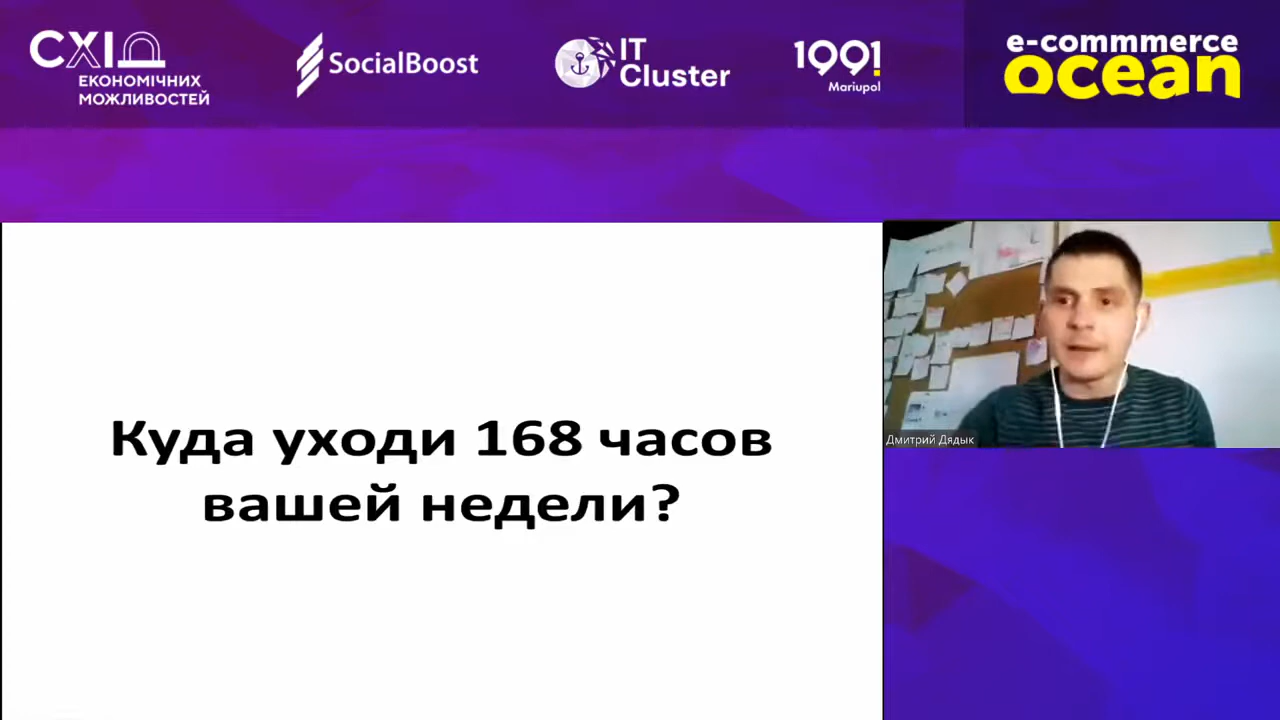 СХІД
ЕКОНОМІЧНИХ
МОЖЛИВОСТЕЙ
SocialBoost
IT
Cluster
1991
Mariupol
e-commmerce
ocean
Куда уходи 168 часов
вашей недели?
Дмитрий Дядык